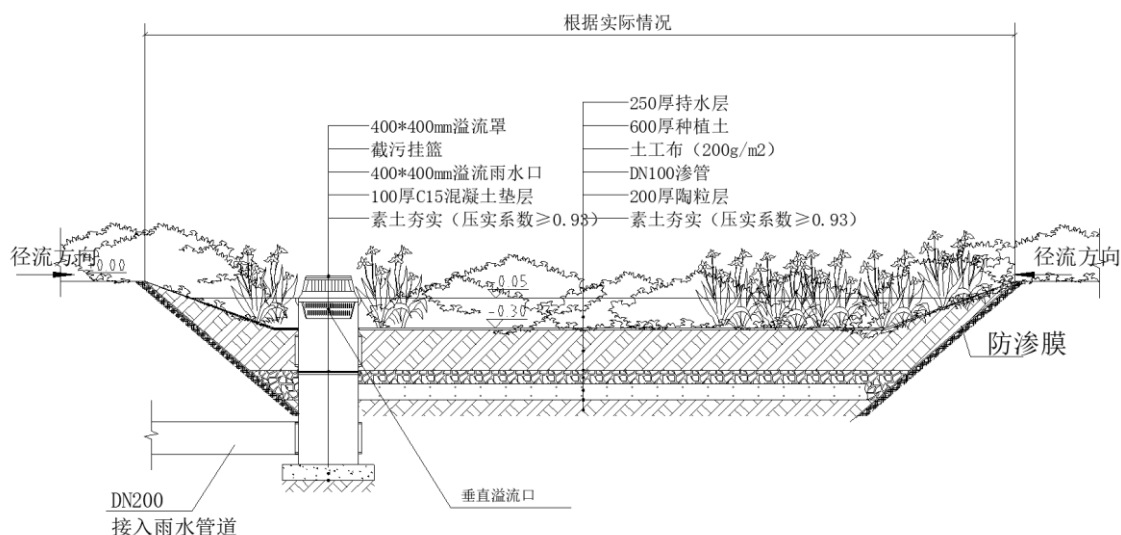 根据实际情况
400*400mm溢流罩
截污挂篮
400*400mm溢流雨水口
100厚C15混凝土垫层
素土夯实（压实系数≥0.93）
250厚持水层
600厚种植土
土工布（200g/m2）
DN100渗管
200厚陶粒层
素土夯实（压实系数≥0.93）
径流方向
径流方向
-0.05
-0.30
防渗膜
垂直溢流口
DN200
接入雨水管道